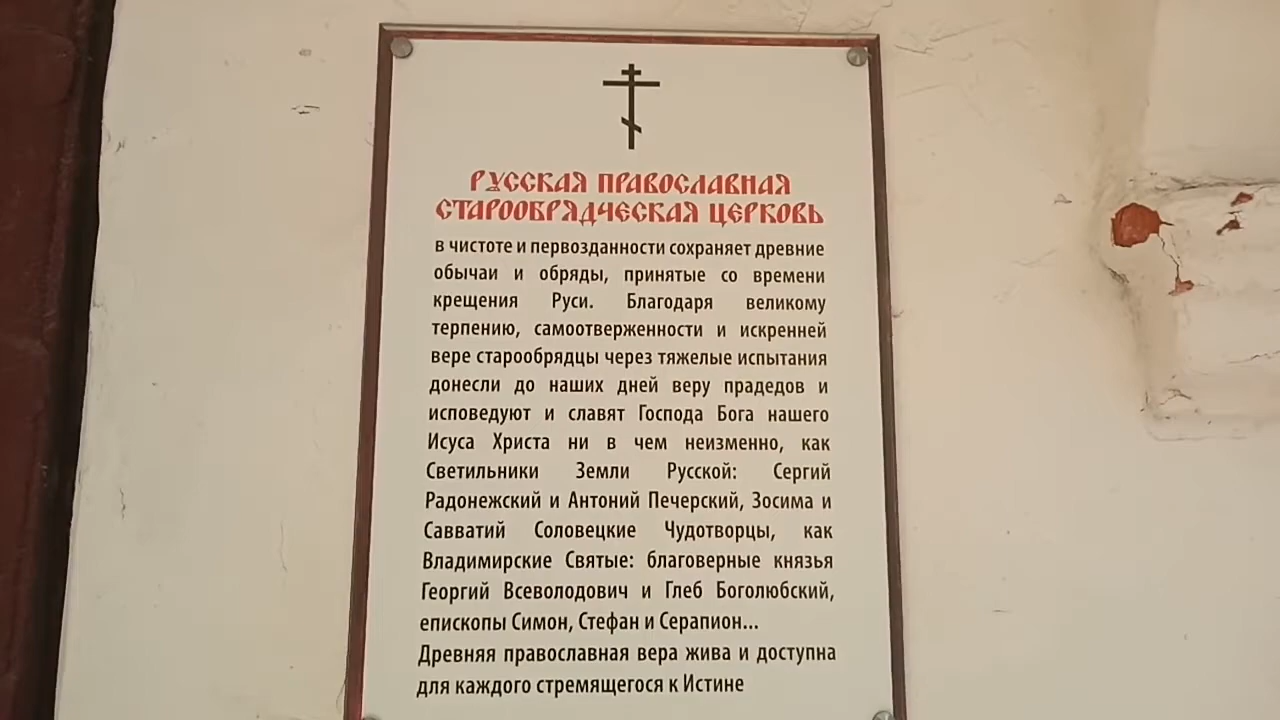 РУССКАЯ ПРАВОСЛАВНАЯ
СТАРООБРЯДЧЕСКАЯ ЦЕРКОВЬ
в чистоте и первозданности сохраняет древние
обычаи и обряды, принятые со времени
крещения Руси. Благодаря великому
терпению, самоотверженности и искренней
вере старообрядцы через тяжелые испытания
донесли до наших дней веру прадедов и
исповедуют и славят Господа Бога нашего
Исуса Христа ни в чем неизменно, как
Светильники Земли Русской: Сергий
Радонежский и Антоний Печерский, Зосима и
Савватий Соловецкие Чудотворцы, как
Владимирские Святые: благоверные князья
Георгий Всеволодович и Глеб Боголюбский,
епископы Симон, Стефан и Серапион...
Древняя православная вера жива и доступна
для каждого стремящегося к Истине